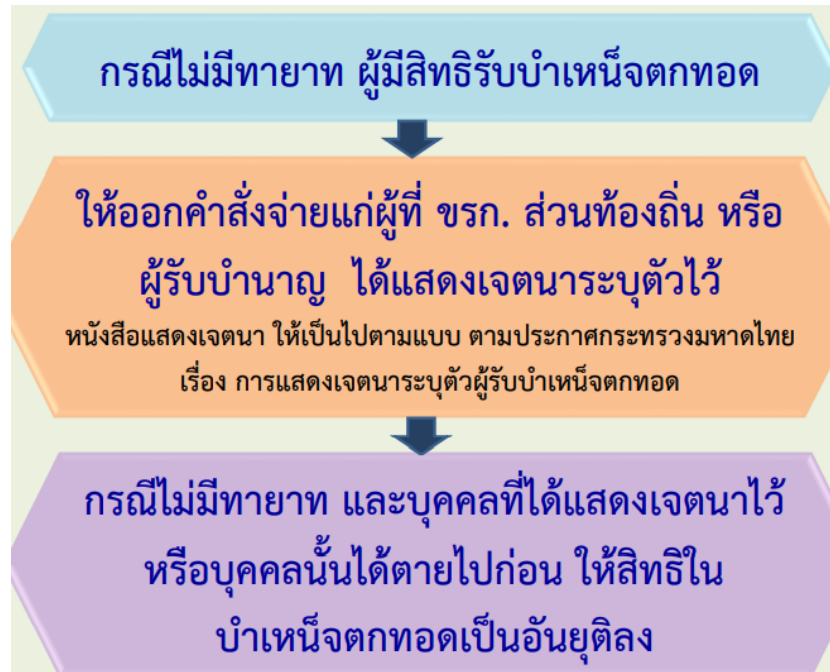 กรณีไม่มีทายาท ผู้มีสิทธิรับบำเหน็จตกทอด
ให้ออกคำสั่งจ่ายแก่ผู้ที่ ขรก. ส่วนท้องถิ่น หรือ
ผู้รับบำนาญ ได้แสดงเจตนาระบุตัวไว้
หนังสือแสดงเจตนา ให้เป็นไปตามแบบ ตามประกาศกระทรวงมหาดไทย
เรื่อง การแสดงเจตนาระบุตัวผู้รับบำเหน็จตกทอด
กรณีไม่มีทายาท และบุคคลที่ได้แสดงเจตนาไว้
หรือบุคคลนั้นได้ตายไปก่อน ให้สิทธิใน
บำเหน็จตกทอดเป็นอันยุติลง